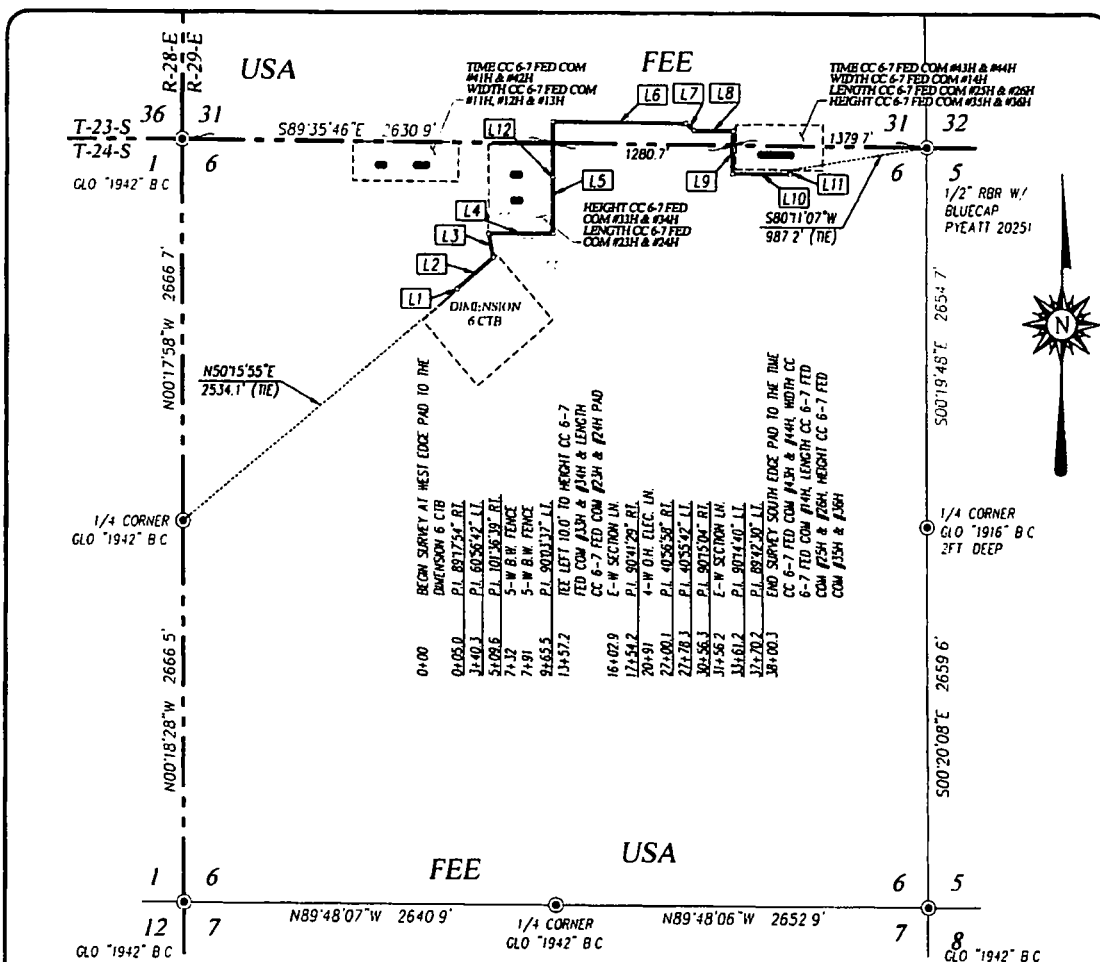 R-28-E
R-29-E
USA
FEE
TIME CC 6-7 FED COM
#41H & #42H
WIDTH CC 6-7 FED COM
#11H, #12H & #13H
TIME CC 6-7 FED COM #43H & #44H
WIDTH CC 6-7 FED COM #14H
LENGTH CC 6-7 FED COM #25H & #26H
HEIGHT CC 6-7 FED COM #35H & #36H
L6
L7
L8
L12
36
31
T-23-S
T-24-S
1
6
GLO "1942" B C
S89°35'46"E 2630 9'
1280.7'
1379 7'
31
32
6
5
1/2" RBR W/
BLUECAP
PYEATT 20251
L5
L9
L10
L11
S80°11'07"W
987 2' (TIE)
HEIGHT CC 6-7 FED
COM #33H & #34H
LENGTH CC 6-7 FED
COM #23H & #24H
L4
L3
L2
L1
DIMENSION
6 CTB
N00°17'58"W 2666 7'
N50°15'55"E
2534.1' (TIE)
S00°19'48"E 2654 7'
N
1/4 CORNER
GLO "1942" B C
1/4 CORNER
GLO "1916" B C
2FT DEEP
0+00 BEGIN SURVEY AT WEST EDGE PAD TO THE
DIMENSION 6 CTB
0+05.0 P.I. 89°17'54" RT.
3+40.3 P.I. 60°56'42" LT.
5+09.6 P.I. 101°36'39" RT.
7+32 5-W B.W. FENCE
7+91 5-W B.W. FENCE
9+65.5 P.I. 90°03'37" LT.
13+57.2 TEE LEFT 10.0' TO HEIGHT CC 6-7
FED COM #33H & #34H & LENGTH
CC 6-7 FED COM #23H & #24H PAD
16+02.9 E-W SECTION LN.
17+54.2 P.I. 90°41'29" RT.
20+91 4-W O.H. ELEC. LN.
22+00.1 P.I. 40°56'58" RT.
22+78.3 P.I. 40°55'42" LT.
30+56.3 P.I. 90°15'04" RT.
31+56.2 E-W SECTION LN.
33+61.2 P.I. 90°14'40" LT.
37+70.2 P.I. 89°42'30" LT.
38+00.3 END SURVEY SOUTH EDGE PAD TO THE TIME
CC 6-7 FED COM #43H & #44H, WIDTH CC
6-7 FED COM #14H, LENGTH CC 6-7 FED
COM #25H & #26H, HEIGHT CC 6-7 FED
COM #35H & #36H
N00°18'28"W 2666 5'
S00°20'08"E 2659 6'
FEE
USA
1
6
12
7
GLO "1942" B C
N89°48'07"W 2640 9'
1/4 CORNER
GLO "1942" B C
N89°48'06"W 2652 9'
6
5
7
8
GLO "1942" B C